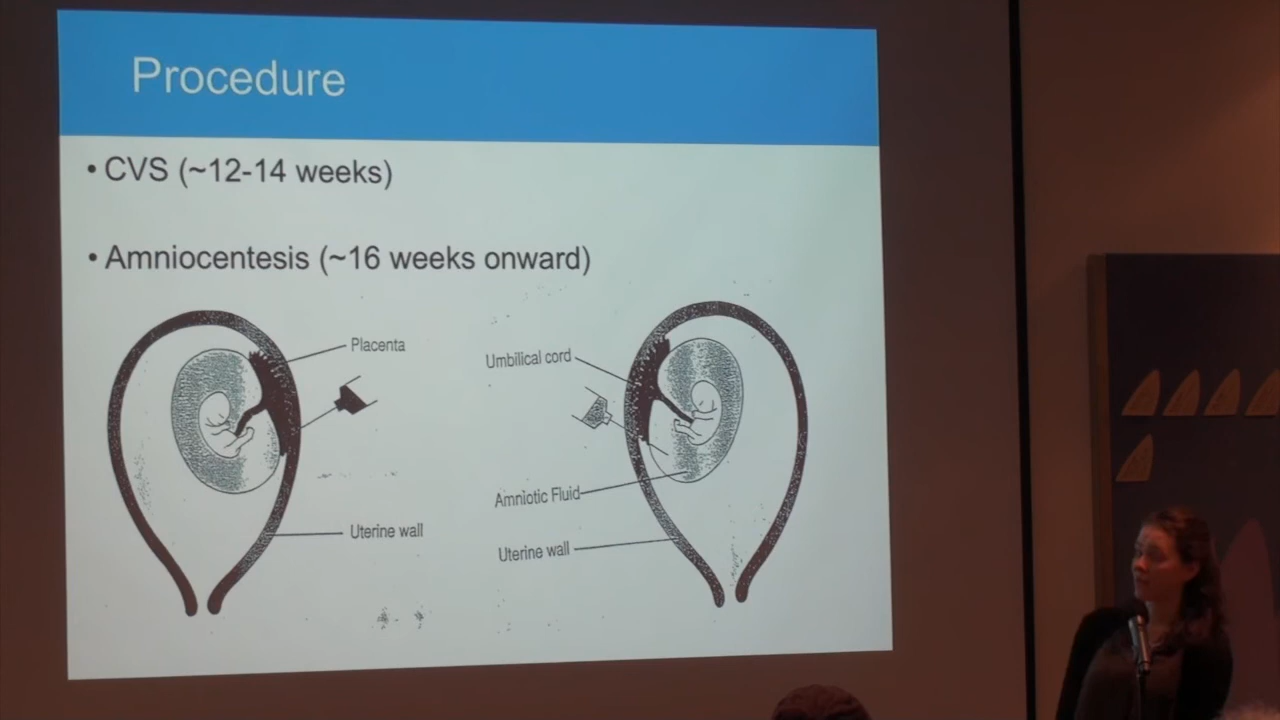 Procedure
• CVS (~12-14 weeks)
• Amniocentesis (~16 weeks onward)
Placenta
Uterine wall
Umbilical cord
Amniotic Fluid
Uterine wall